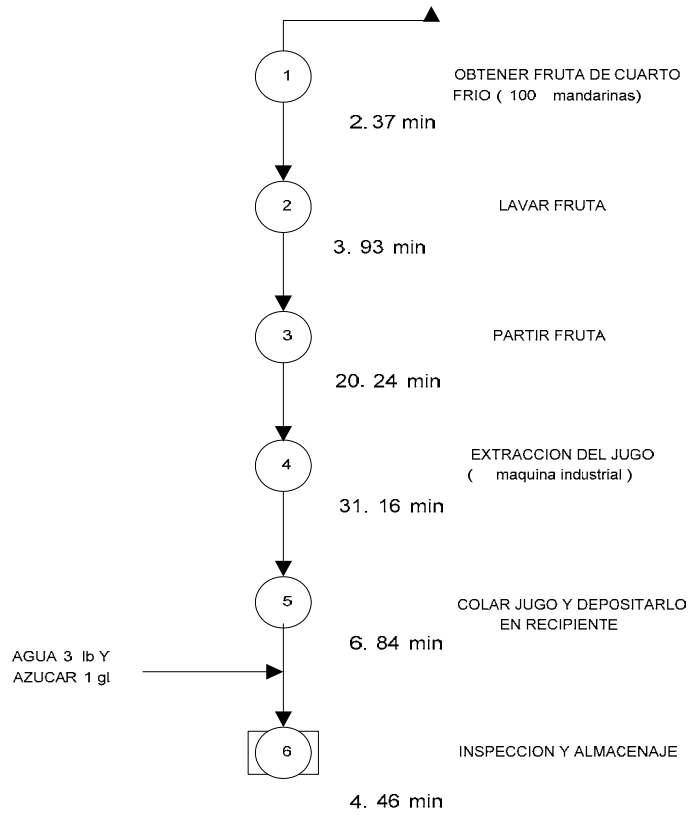 1
OBTENER FRUTA DE CUARTO
FRIO ( 100 mandarinas)
2. 37 min
2
LAVAR FRUTA
3. 93 min
3
PARTIR FRUTA
20. 24 min
4
EXTRACCION DEL JUGO
( maquina industrial )
31. 16 min
5
COLAR JUGO Y DEPOSITARLO
EN RECIPIENTE
6. 84 min
AGUA 3 lb Y
AZUCAR 1 gl
6
INSPECCION Y ALMACENAJE
4. 46 min